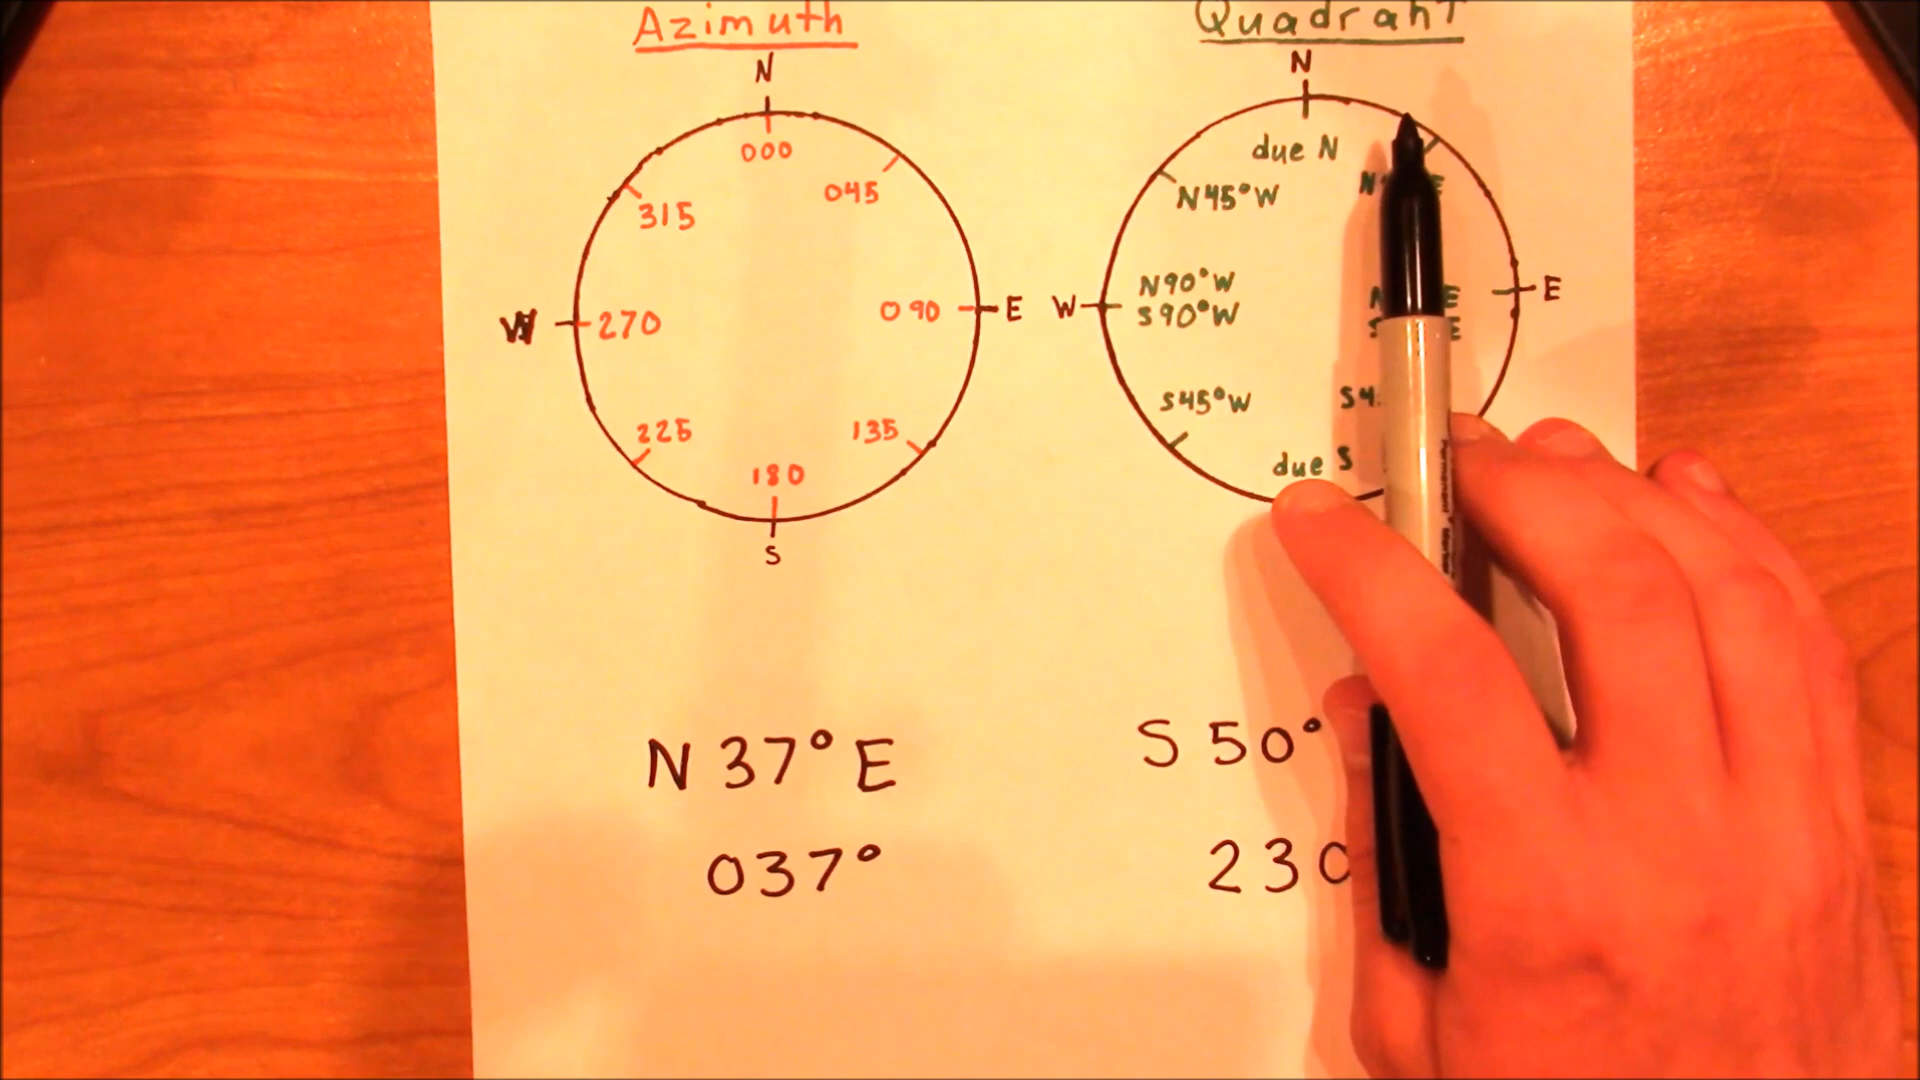 Azimuth
N
000
045
315
W
270
090
E
225
135
180
S
N 37° E
037°
Quadrant
N
due N
N45°W
W
N90°W
S90°W
E
S45°W
due S
S 50°
230